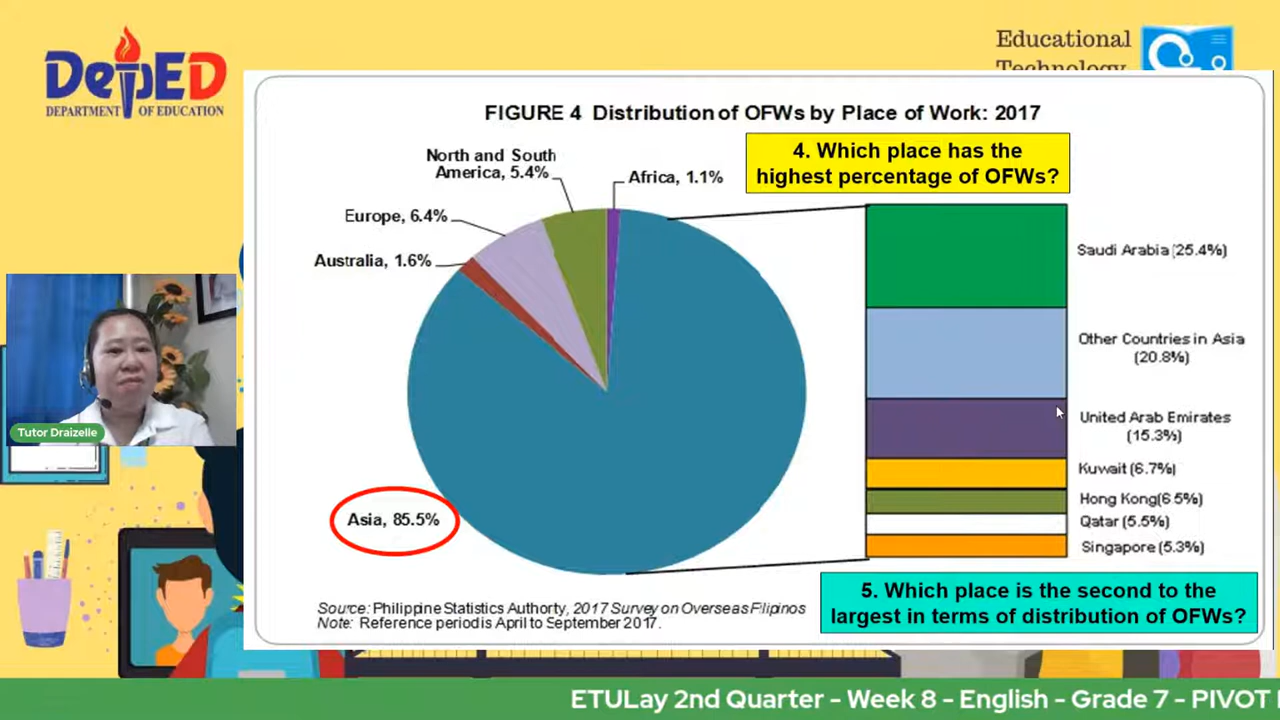 DepED
DEPARTMENT OF EDUCATION
Educational
Technology
FIGURE 4 Distribution of OFWs by Place of Work: 2017
4. Which place has the
highest percentage of OFWs?
North and South
America, 5.4%
Africa, 1.1%
Europe, 6.4%
Australia, 1.6%
Asia, 85.5%
Saudi Arabia (25.4%)
Other Countries in Asia
(20.8%)
United Arab Emirates
(15.3%)
Kuwait (6.7%)
Hong Kong(6.5%)
Qatar (5.5%)
Singapore (5.3%)
Tutor Draizelle
5. Which place is the second to the
largest in terms of distribution of OFWs?
Source: Philippine Statistics Authorty, 2017 Survey on Overseas Filipinos
Note: Reference period is April to September 2017.
ETULay 2nd Quarter - Week 8 - English - Grade 7 - PIVOT